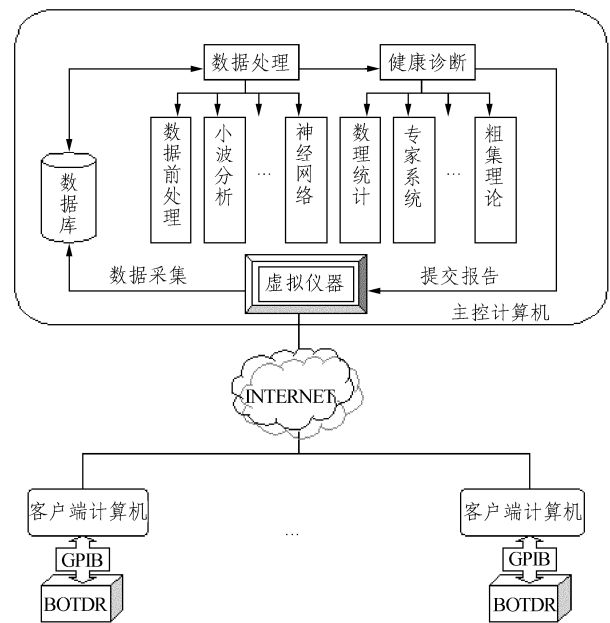 数据处理
健康诊断
数据前处理
小波分析
…
神经网络
数理统计
专家系统
…
粗集理论
数据库
数据采集
虚拟仪器
提交报告
主控计算机
INTERNET
客户端计算机
…
客户端计算机
GPIB
GPIB
BOTDR
BOTDR